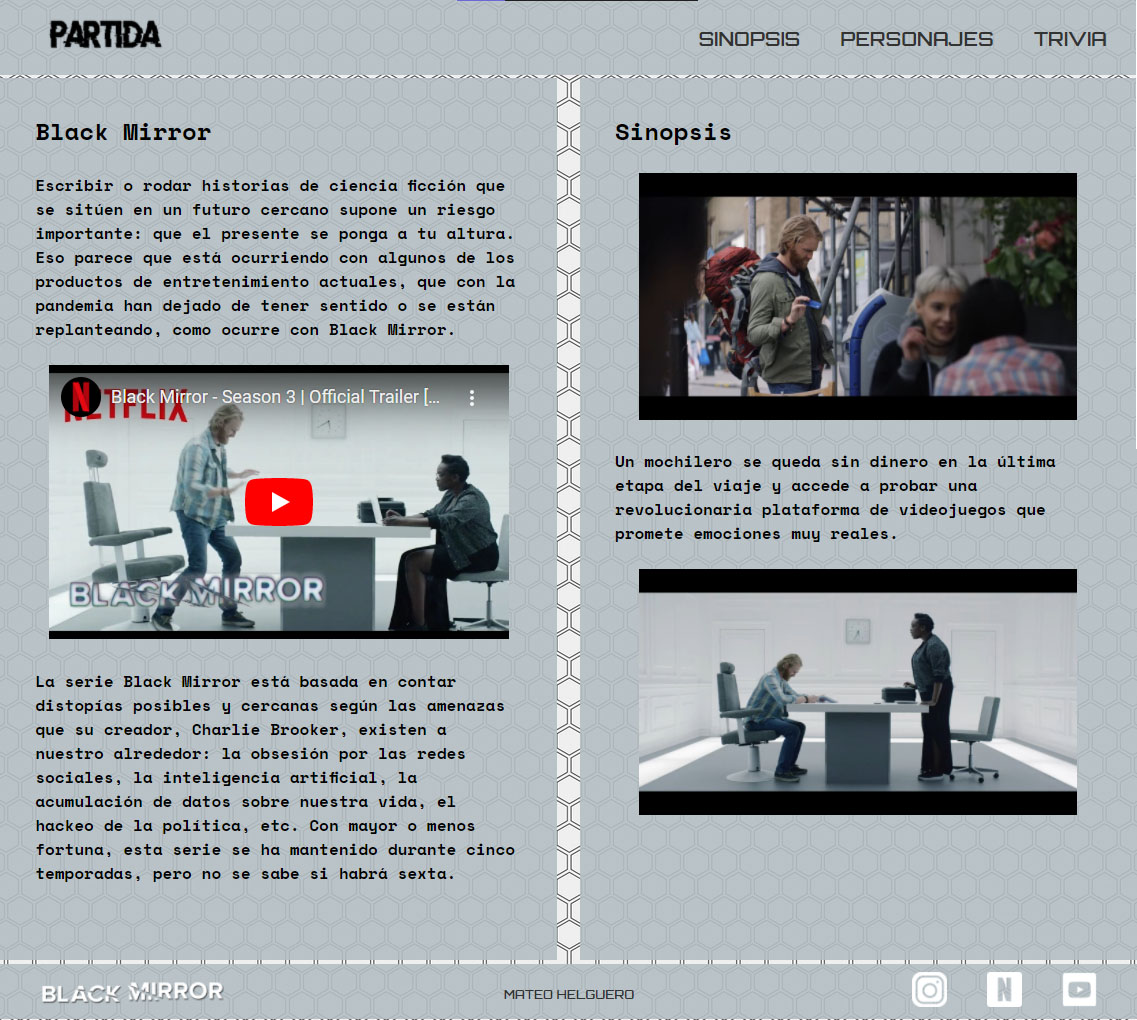 PARTIDA
SINOPSIS PERSONAJES TRIVIA
Black Mirror
Escribir o rodar historias de ciencia ficción que
se sitúen en un futuro cercano supone un riesgo
importante: que el presente se ponga a tu altura.
Eso parece que está ocurriendo con algunos de los
productos de entretenimiento actuales, que con la
pandemia han dejado de tener sentido o se están
replanteando, como ocurre con Black Mirror.
N
NETFLIX
Black Mirror - Season 3 | Official Trailer [...
BLACK MIRROR
La serie Black Mirror está basada en contar
distopías posibles y cercanas según las amenazas
que su creador, Charlie Brooker, existen a
nuestro alrededor: la obsesión por las redes
sociales, la inteligencia artificial, la
acumulación de datos sobre nuestra vida, el
hackeo de la política, etc. Con mayor o menos
fortuna, esta serie se ha mantenido durante cinco
temporadas, pero no se sabe si habrá sexta.
Sinopsis
Un mochilero se queda sin dinero en la última
etapa del viaje y accede a probar una
revolucionaria plataforma de videojuegos que
promete emociones muy reales.
BLACK MIRROR
MATEO HELGUERO
N